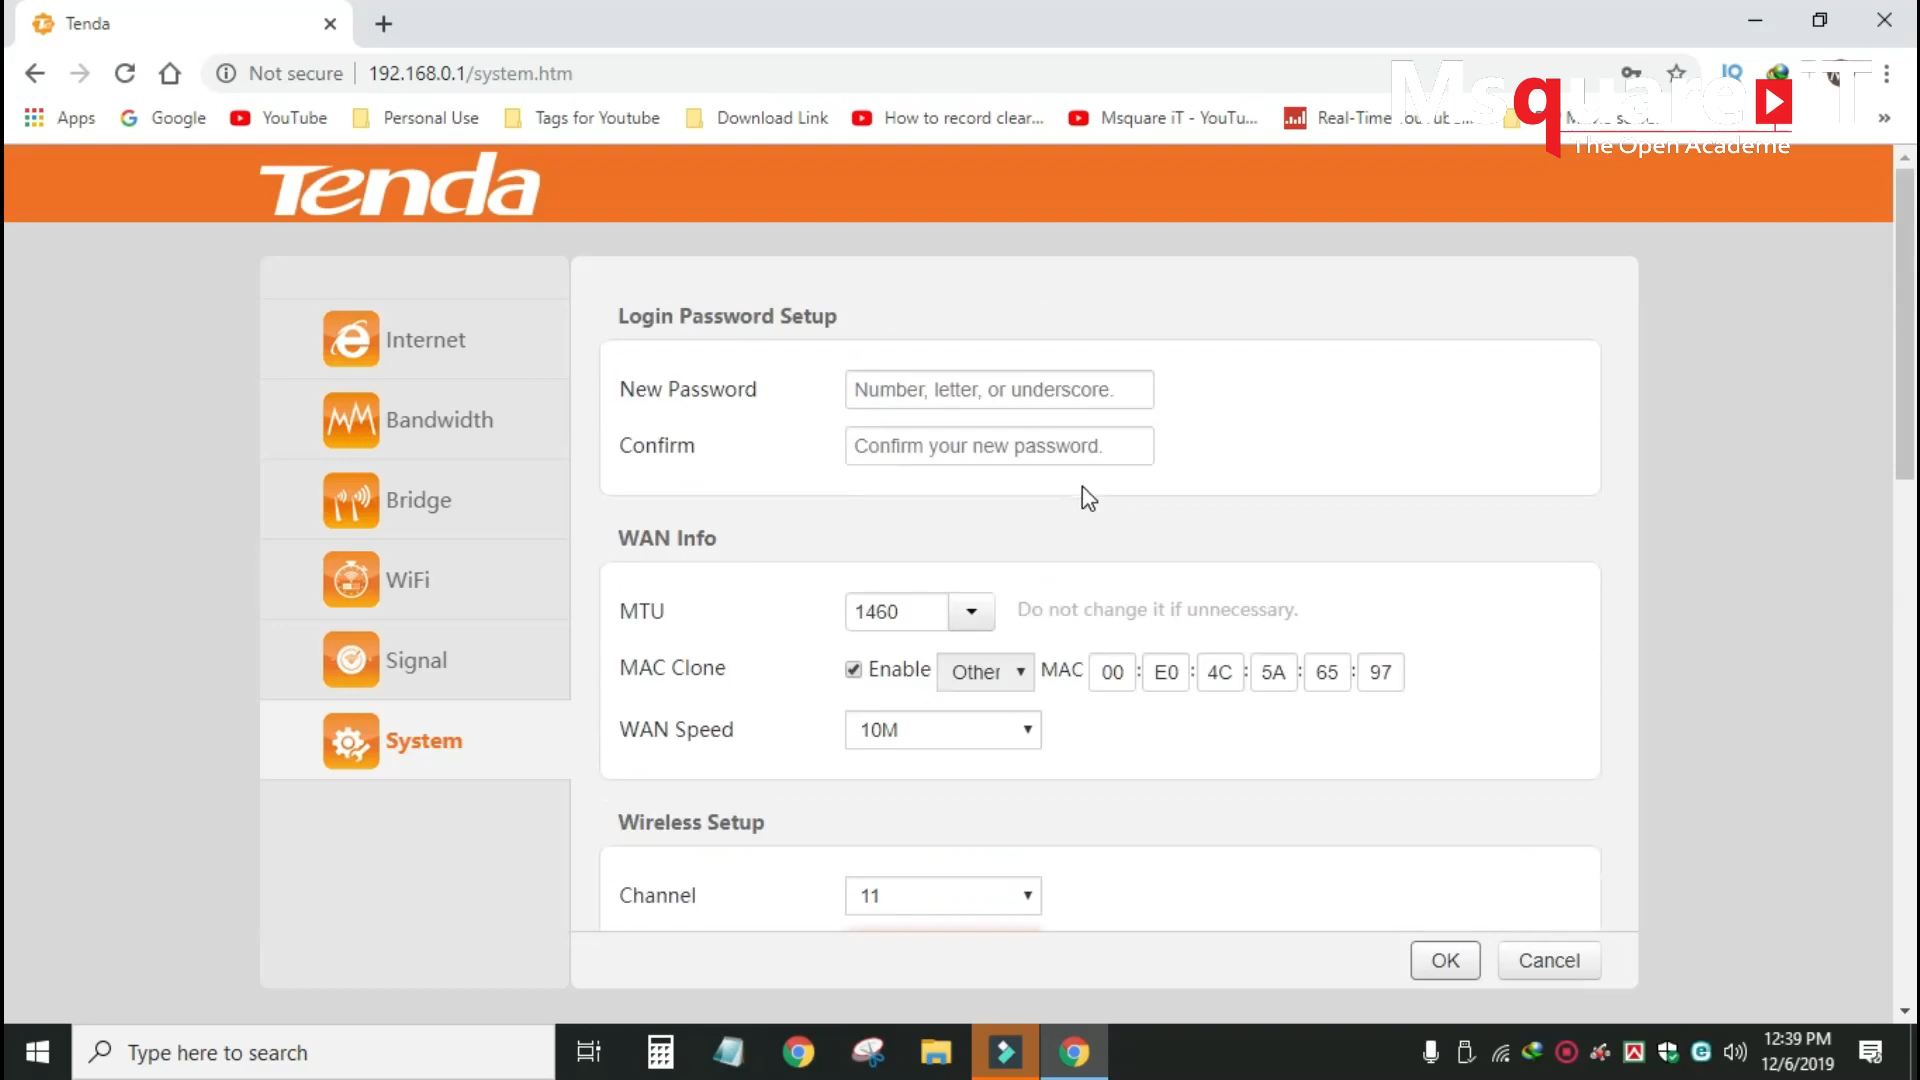 Tenda
Not secure
192.168.0.1/system.htm
IQ
Apps
Google
YouTube
Personal Use
Tags for Youtube
Download Link
How to record clear...
Msquare iT - YouTu...
Msquare iT
The Open Academe
Tenda
Internet
Bandwidth
Bridge
WiFi
Signal
System
Login Password Setup
New Password
Number, letter, or underscore.
Confirm
Confirm your new password.
WAN Info
MTU
1460
Do not change it if unnecessary.
MAC Clone
Enable
Other
MAC
00 : E0 : 4C : 5A : 65 : 97
WAN Speed
10M
Wireless Setup
Channel
11
OK
Cancel
Type here to search
12:39 PM
12/6/2019